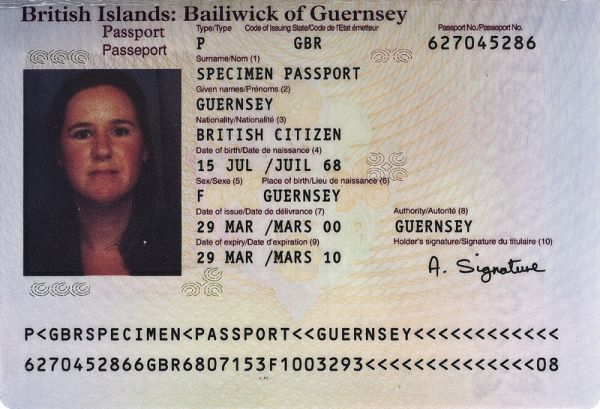 British Islands: Bailiwick of Guernsey
Passport
Passeport
Type/Type Code of Issuing State/Code de l'Etat émetteur Passport No./Passeport No.
P GBR 627045286
Surname/Nom (1)
SPECIMEN PASSPORT
Given names/Prénoms (2)
GUERNSEY
Nationality/Nationalité (3)
BRITISH CITIZEN
Date of birth/Date de naissance (4)
15 JUL /JUIL 68
Sex/Sexe (5) Place of birth/Lieu de naissance (6)
F GUERNSEY
Date of issue/Date de délivrance (7) Authority/Autorité (8)
29 MAR /MARS 00 GUERNSEY
Date of expiry/Date d'expiration (9) Holder's signature/Signature du titulaire (10)
29 MAR /MARS 10 A. Signature
P<GBRSPECIMEN<PASSPORT<<GUERNSEY<<<<<<<<<<<<
6270452866GBR6807153F1003293<<<<<<<<<<<<<<08